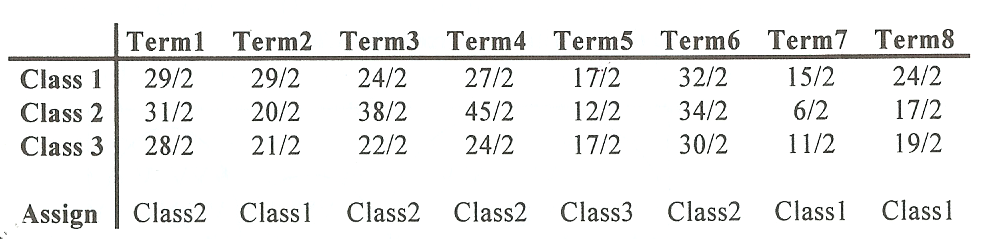 Term1 Term2 Term3 Term4 Term5 Term6 Term7 Term8
Class 1 29/2 29/2 24/2 27/2 17/2 32/2 15/2 24/2
Class 2 31/2 20/2 38/2 45/2 12/2 34/2 6/2 17/2
Class 3 28/2 21/2 22/2 24/2 17/2 30/2 11/2 19/2
Assign Class2 Class1 Class2 Class2 Class3 Class2 Class1 Class1